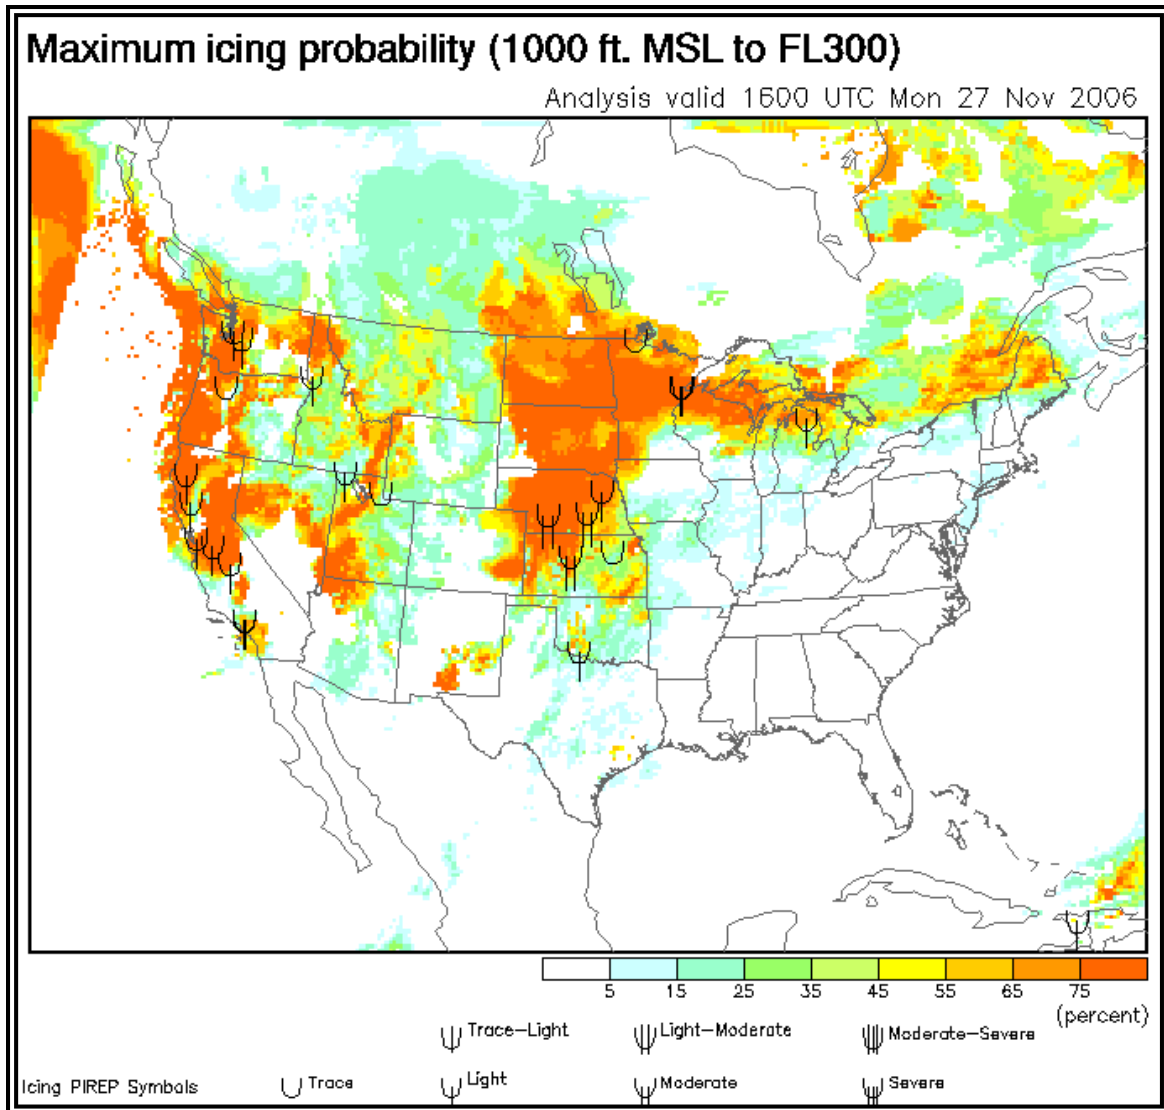 Maximum icing probability (1000 ft. MSL to FL300)
Analysis valid 1600 UTC Mon 27 Nov 2006
5 15 25 35 45 55 65 75
(percent)
Trace-Light Light-Moderate Moderate-Severe
Icing PIREP Symbols Trace Light Moderate Severe